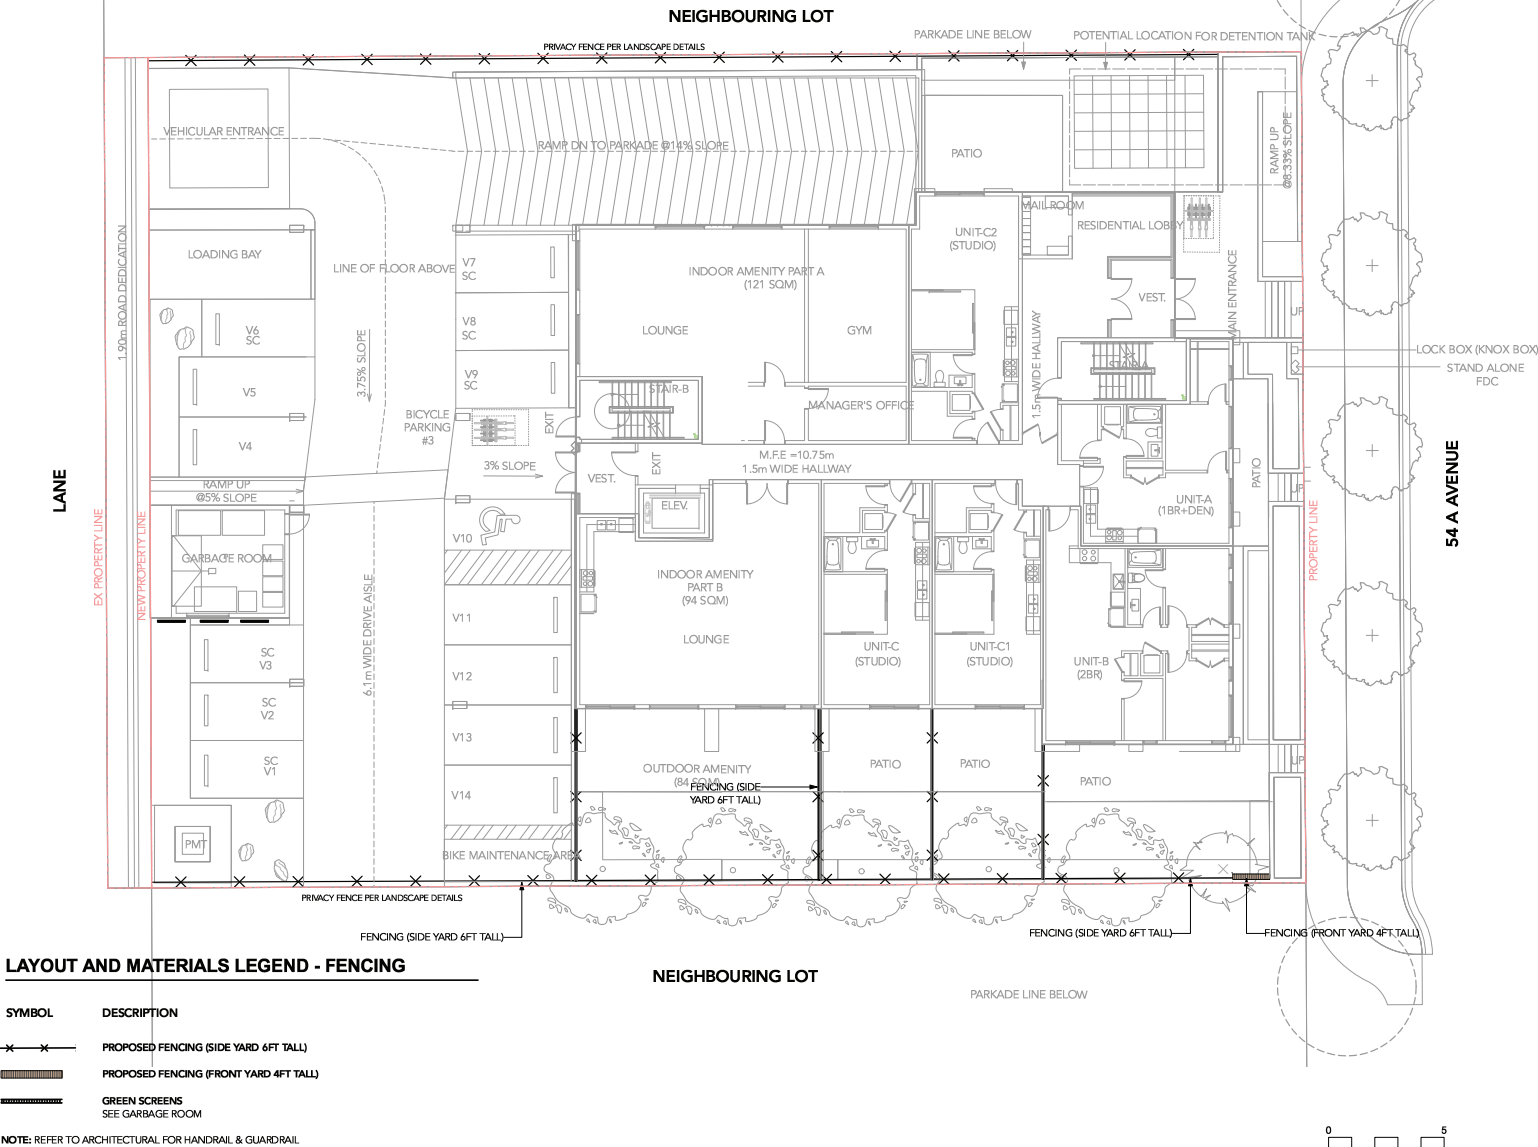 NEIGHBOURING LOT
PRIVACY FENCE PER LANDSCAPE DETAILS
PARKADE LINE BELOW
POTENTIAL LOCATION FOR DETENTION TANK
VEHICULAR ENTRANCE
RAMP DN TO PARKADE @14% SLOPE
PATIO
RAMP UP
@8.33% SLOPE
MAIL ROOM
RESIDENTIAL LOBBY
UNIT-C2
(STUDIO)
LOADING BAY
LINE OF FLOOR ABOVE
V7
SC
INDOOR AMENITY PART A
(121 SQM)
1.90m ROAD DEDICATION
VEST.
MAIN ENTRANCE
UP
V6
SC
V8
SC
LOUNGE
GYM
1.5m WIDE HALLWAY
3.75% SLOPE
LOCK BOX (KNOX BOX)
STAND ALONE
FDC
STAIR-A
V9
SC
STAIR-B
V5
MANAGER'S OFFICE
BICYCLE
PARKING
#3
EXIT
V4
M.F.E =10.75m
1.5m WIDE HALLWAY
3% SLOPE
EXIT
VEST.
PATIO
LANE
54 A AVENUE
RAMP UP
@5% SLOPE
ELEV.
UNIT-A
(1BR+DEN)
UP
EX PROPERTY LINE
NEW PROPERTY LINE
PROPERTY LINE
V10
GARBAGE ROOM
INDOOR AMENITY
PART B
(94 SQM)
LOUNGE
6.1m WIDE DRIVE AISLE
V11
SC
V3
UNIT-C
(STUDIO)
UNIT-C1
(STUDIO)
UNIT-B
(2BR)
V12
SC
V2
V13
SC
V1
OUTDOOR AMENITY
(84 SQM)
PATIO
PATIO
PATIO
UP
FENCING (SIDE
YARD 6FT TALL)
V14
PMT
BIKE MAINTENANCE AREA
PRIVACY FENCE PER LANDSCAPE DETAILS
FENCING (SIDE YARD 6FT TALL)
FENCING (SIDE YARD 6FT TALL)
FENCING (FRONT YARD 4FT TALL)
LAYOUT AND MATERIALS LEGEND - FENCING
NEIGHBOURING LOT
PARKADE LINE BELOW
SYMBOL
DESCRIPTION
PROPOSED FENCING (SIDE YARD 6FT TALL)
PROPOSED FENCING (FRONT YARD 4FT TALL)
GREEN SCREENS
SEE GARBAGE ROOM
NOTE: REFER TO ARCHITECTURAL FOR HANDRAIL & GUARDRAIL
0 5